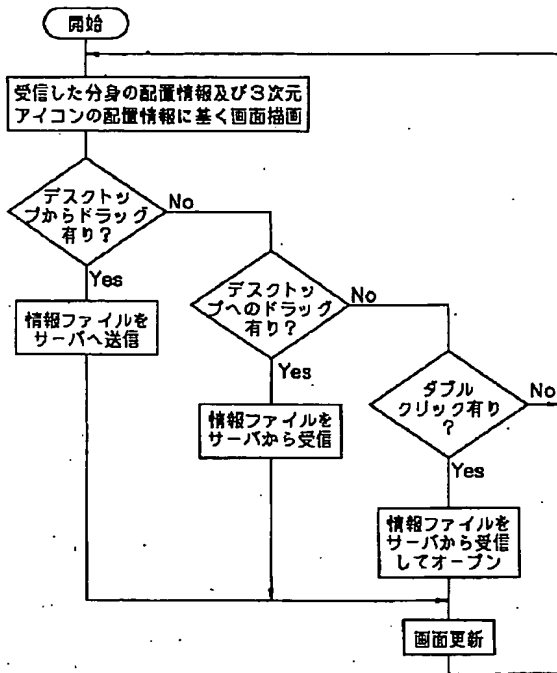 開始
受信した分身の配置情報及び3次元
アイコンの配置情報に基く画面描画
デスクトッ
プからドラッグ
有り?
No
Yes
情報ファイルを
サーバへ送信
デスクトッ
プへのドラッグ
有り?
No
Yes
情報ファイルを
サーバから受信
ダブル
クリック有り
?
No
Yes
情報ファイルを
サーバから受信
してオープン
画面更新